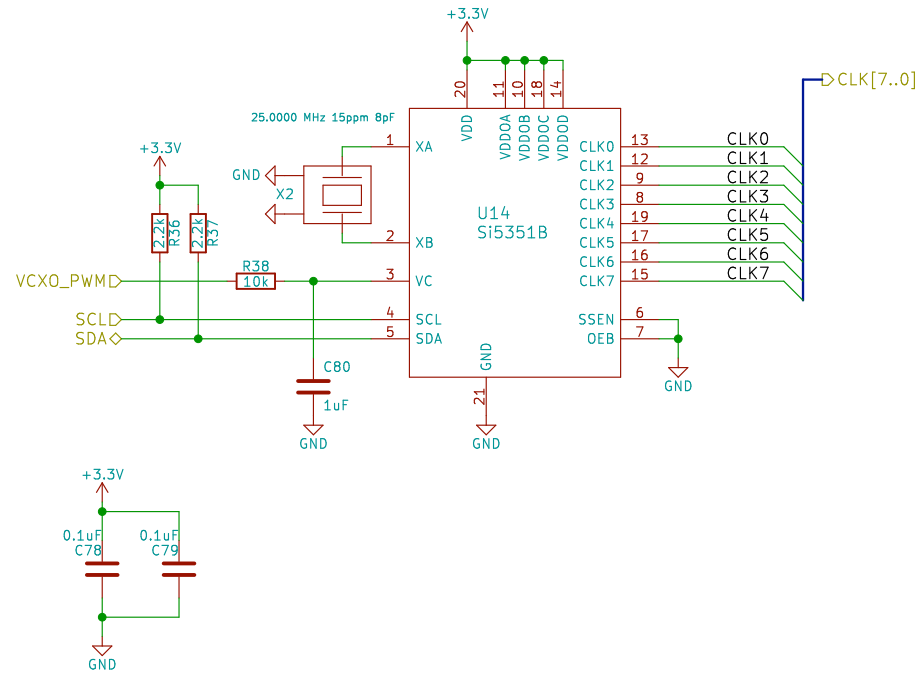 +3.3V
CLK[7..0]
20
11
10
18
14
25.0000 MHz 15ppm 8pF
VDD
VDDOA
VDDOB
VDDOC
VDDOD
1
XA
CLK0
13
CLK0
+3.3V
CLK1
12
CLK1
GND
X2
CLK2
9
CLK2
CLK3
8
CLK3
2.2k
R36
2.2k
R37
U14
Si5351B
CLK4
19
CLK4
2
XB
CLK5
17
CLK5
CLK6
16
CLK6
VCXO_PWM
R38
10k
3
VC
CLK7
15
CLK7
SCL
4
SCL
SSEN
6
SDA
5
SDA
OEB
7
GND
21
GND
C80
1uF
GND
GND
+3.3V
0.1uF
C78
0.1uF
C79
GND